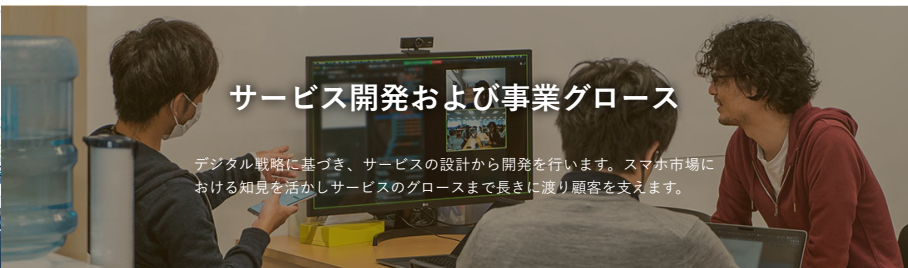 サービス開発および事業グロース
デジタル戦略に基づき、サービスの設計から開発を行います。スマホ市場に
おける知見を活かしサービスのグロースまで長きに渡り顧客を支えます。
LG